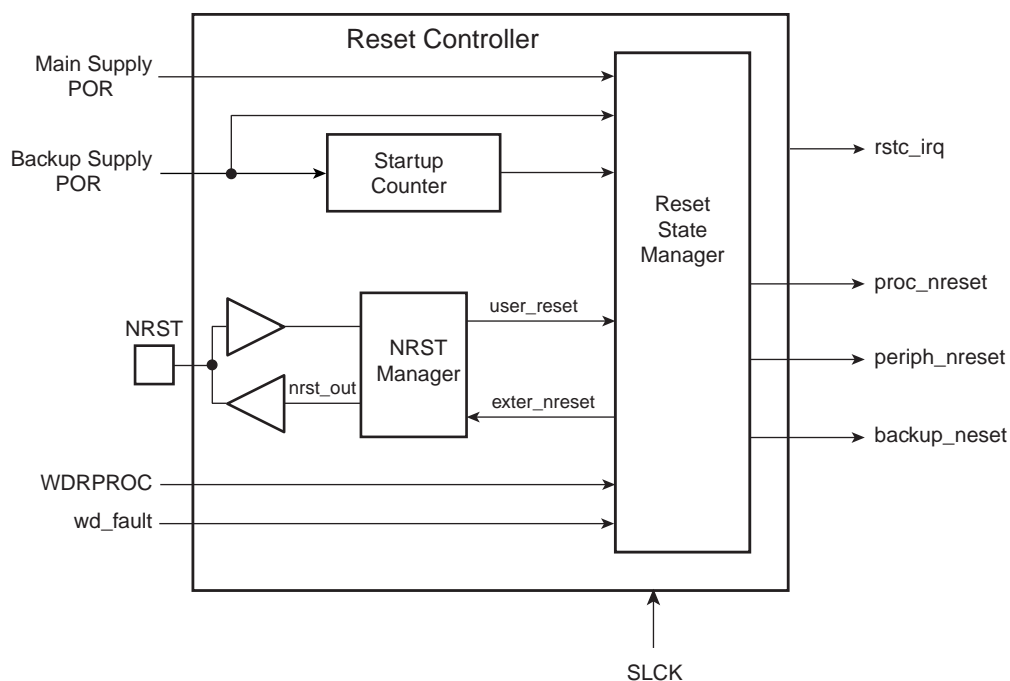 Reset Controller
Main Supply
POR
Backup Supply
POR
Startup
Counter
rstc_irq
Reset
State
Manager
proc_nreset
user_reset
NRST
NRST
Manager
periph_nreset
nrst_out
exter_nreset
backup_neset
WDRPROC
wd_fault
SLCK